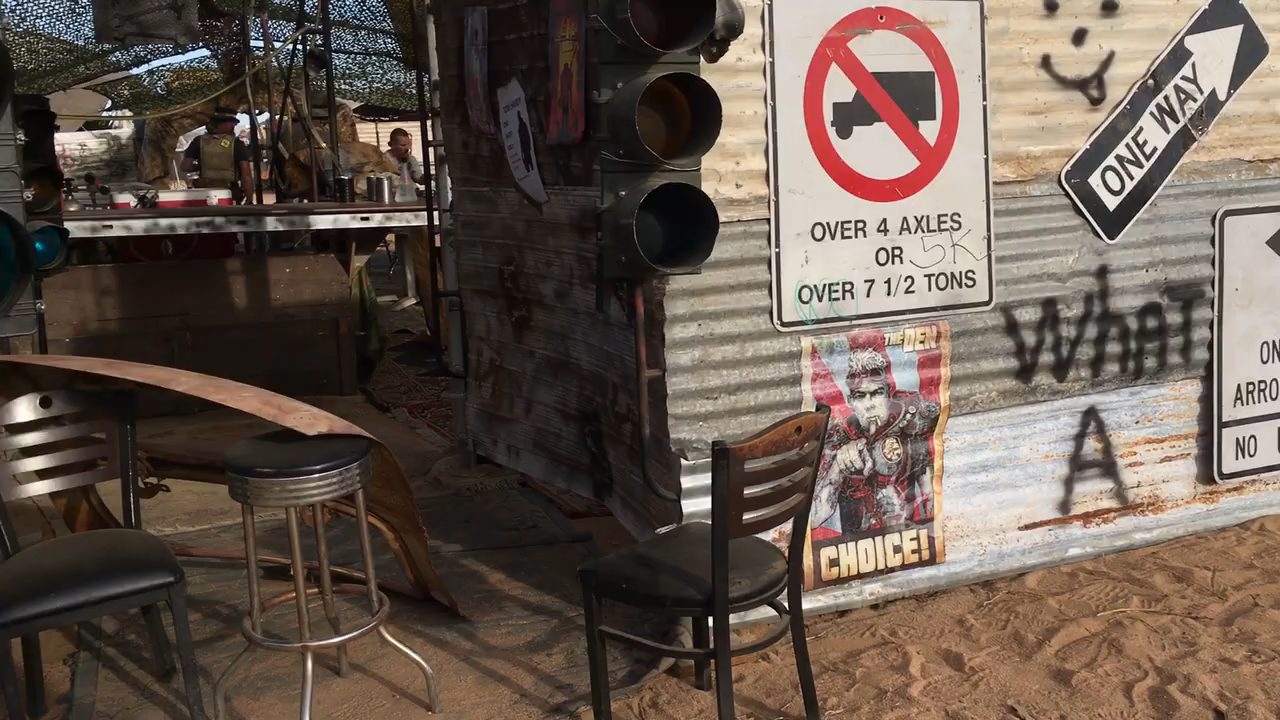 OVER 4 AXLES
OR 5K
OVER 7 1/2 TONS
ONE WAY
WhAT
A
THE DEN
CHOICE!
ON
ARRO
NO